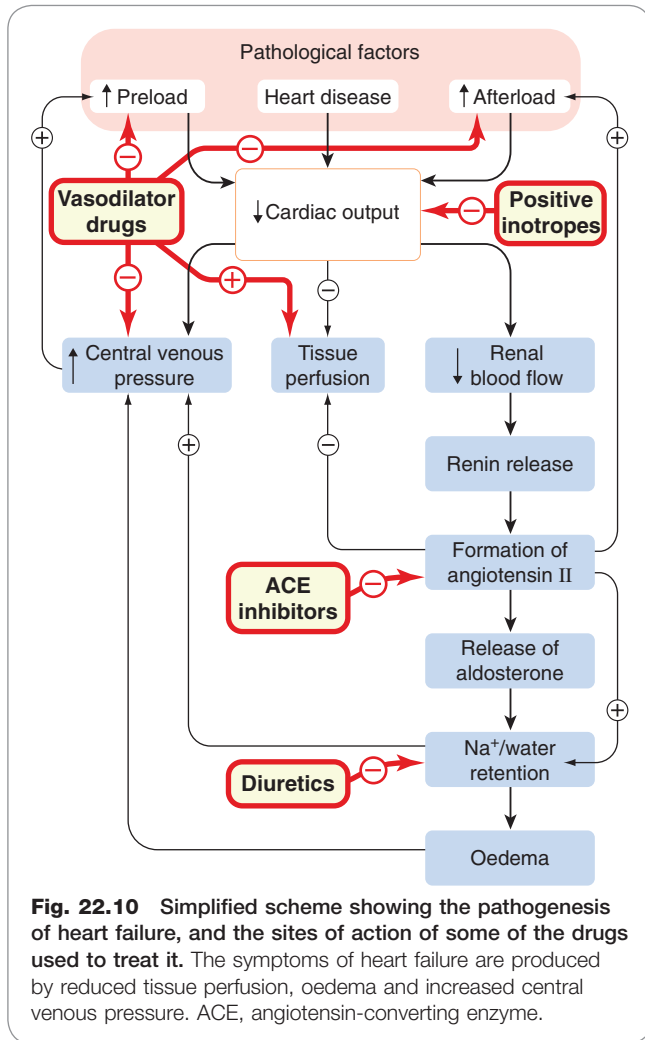 Pathological factors
↑ Preload
Heart disease
↑ Afterload
+
+
−
−
Vasodilator
drugs
↓ Cardiac output
−
Positive
inotropes
−
+
−
↑ Central venous
pressure
Tissue
perfusion
↓ Renal
blood flow
+
−
Renin release
Formation of
angiotensin II
ACE
inhibitors
−
Release of
aldosterone
+
Na⁺/water
retention
Diuretics
−
Oedema
Fig. 22.10 Simplified scheme showing the pathogenesis
of heart failure, and the sites of action of some of the drugs
used to treat it. The symptoms of heart failure are produced
by reduced tissue perfusion, oedema and increased central
venous pressure. ACE, angiotensin-converting enzyme.